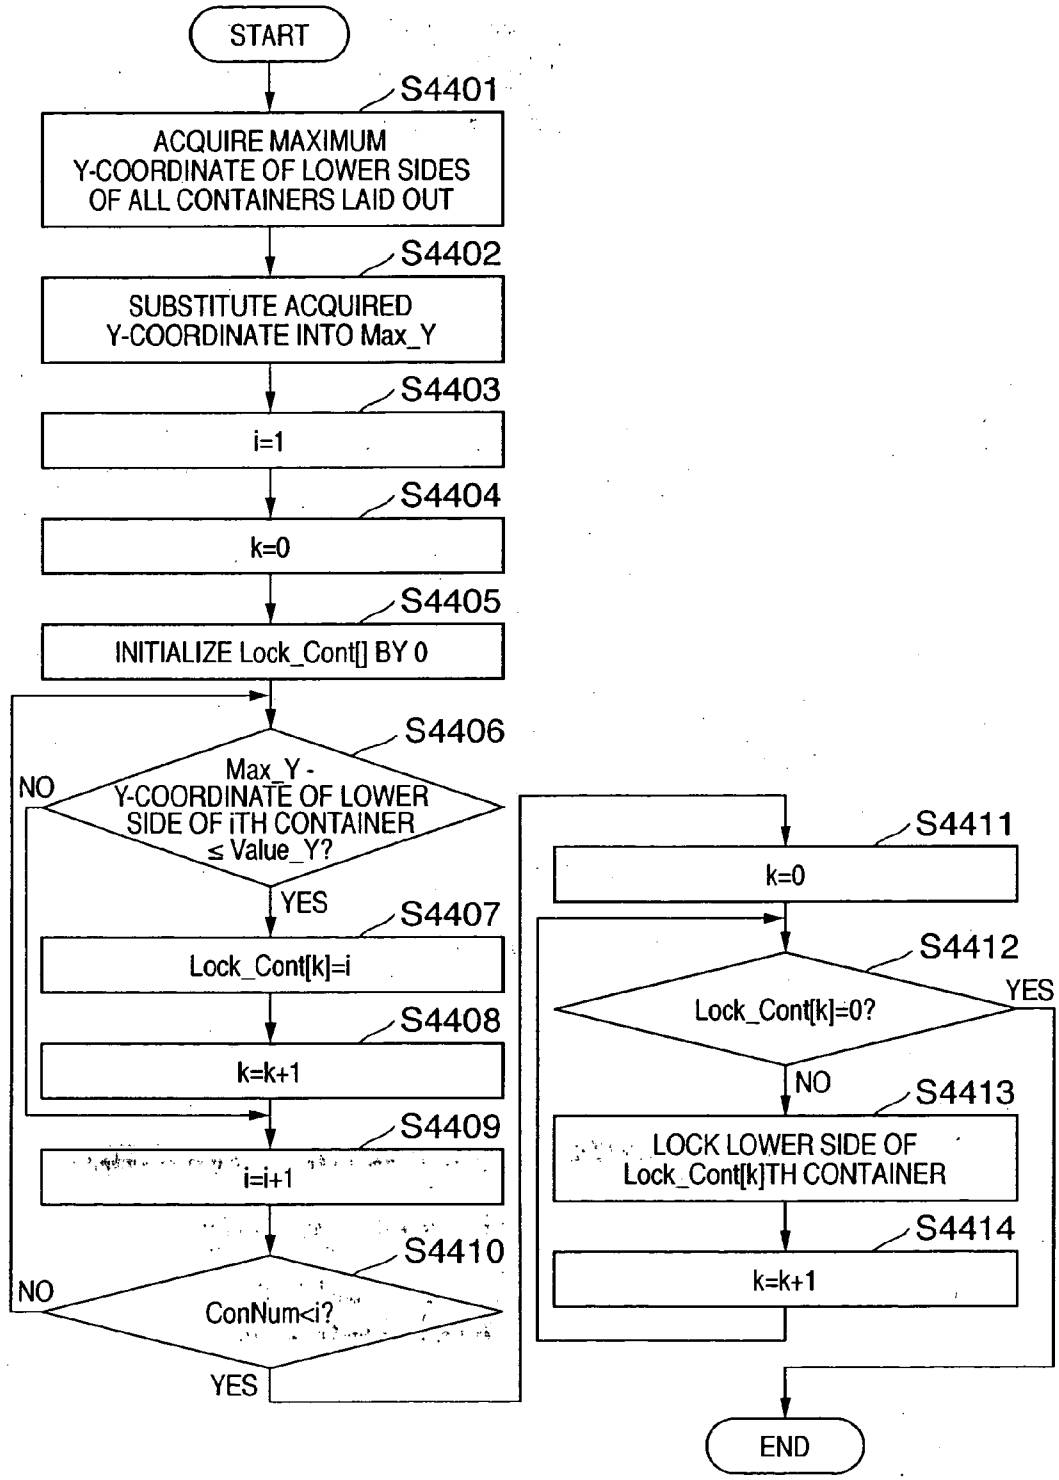 START
S4401
ACQUIRE MAXIMUM
Y-COORDINATE OF LOWER SIDES
OF ALL CONTAINERS LAID OUT
S4402
SUBSTITUTE ACQUIRED
Y-COORDINATE INTO Max_Y
S4403
i=1
S4404
k=0
S4405
INITIALIZE Lock_Cont[] BY 0
S4406
Max_Y -
Y-COORDINATE OF LOWER
SIDE OF iTH CONTAINER
≤ Value_Y?
NO
YES
S4407
Lock_Cont[k]=i
S4408
k=k+1
S4409
i=i+1
S4410
ConNum<i?
NO
YES
S4411
k=0
S4412
Lock_Cont[k]=0?
YES
NO
S4413
LOCK LOWER SIDE OF
Lock_Cont[k]TH CONTAINER
S4414
k=k+1
END